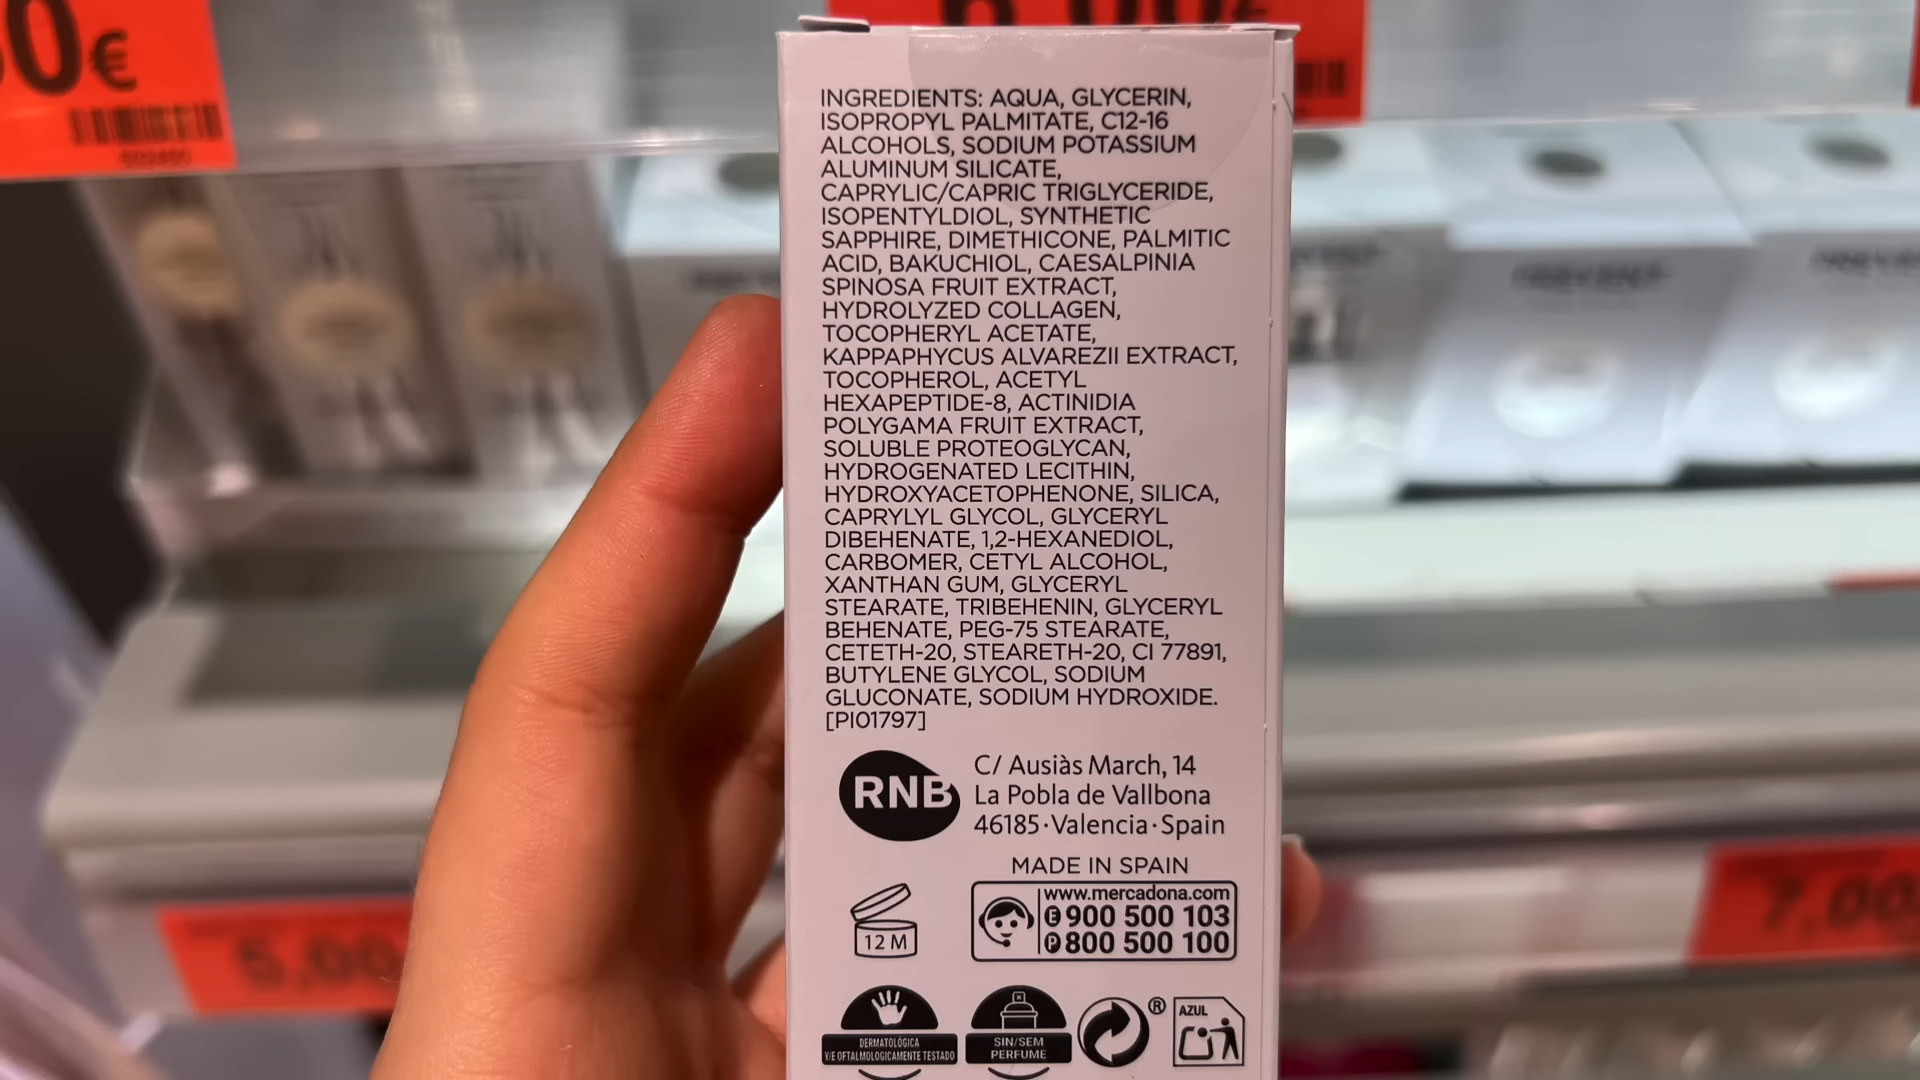 0€
6,00€
INGREDIENTS: AQUA, GLYCERIN,
ISOPROPYL PALMITATE, C12-16
ALCOHOLS, SODIUM POTASSIUM
ALUMINUM SILICATE,
CAPRYLIC/CAPRIC TRIGLYCERIDE,
ISOPENTYLDIOL, SYNTHETIC
SAPPHIRE, DIMETHICONE, PALMITIC
ACID, BAKUCHIOL, CAESALPINIA
SPINOSA FRUIT EXTRACT,
HYDROLYZED COLLAGEN,
TOCOPHERYL ACETATE,
KAPPAPHYCUS ALVAREZII EXTRACT,
TOCOPHEROL, ACETYL
HEXAPEPTIDE-8, ACTINIDIA
POLYGAMA FRUIT EXTRACT,
SOLUBLE PROTEOGLYCAN,
HYDROGENATED LECITHIN,
HYDROXYACETOPHENONE, SILICA,
CAPRYLYL GLYCOL, GLYCERYL
DIBEHENATE, 1,2-HEXANEDIOL,
CARBOMER, CETYL ALCOHOL,
XANTHAN GUM, GLYCERYL
STEARATE, TRIBEHENIN, GLYCERYL
BEHENATE, PEG-75 STEARATE,
CETETH-20, STEARETH-20, CI 77891,
BUTYLENE GLYCOL, SODIUM
GLUCONATE, SODIUM HYDROXIDE.
[PI01797]
RNB
C/ Ausiàs March, 14
La Pobla de Vallbona
46185·Valencia·Spain
MADE IN SPAIN
www.mercadona.com
E 900 500 103
P 800 500 100
12 M
DERMATOLÓGICA
Y/E OFTALMOLOGICAMENTE TESTADO
SIN/SEM
PERFUME
®
AZUL
5,00
7,00